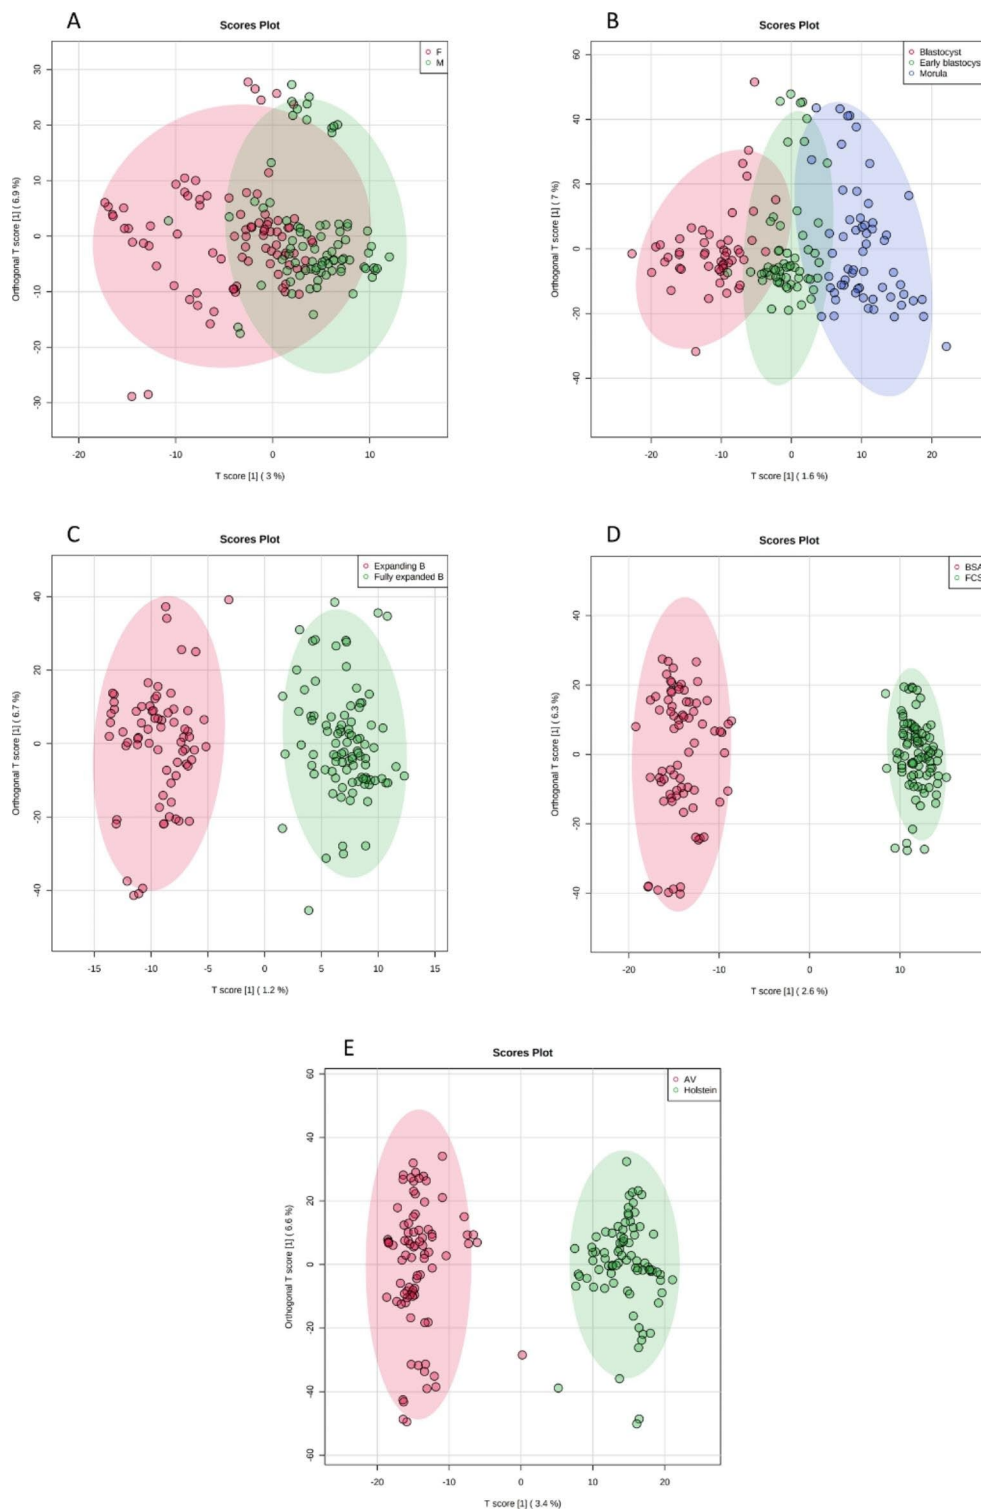 A
Scores Plot
F
M
Orthogonal T score [1] ( 6.9 %)
30
20
10
0
-10
-20
-30
-20
-10
0
10
T score [1] ( 3 %)
B
Scores Plot
Blastocyst
Early blastocyst
Morula
Orthogonal T score [1] ( 7 %)
60
40
20
0
-20
-40
-20
-10
0
10
20
T score [1] ( 1.6 %)
C
Scores Plot
Expanding B
Fully expanded B
Orthogonal T score [1] ( 6.7 %)
40
20
0
-20
-40
-15
-10
-5
0
5
10
15
T score [1] ( 1.2 %)
D
Scores Plot
BSA
FCS
Orthogonal T score [1] ( 6.3 %)
40
20
0
-20
-40
-20
-10
0
10
T score [1] ( 2.6 %)
E
Scores Plot
AV
Holstein
Orthogonal T score [1] ( 6.6 %)
60
40
20
0
-20
-40
-60
-20
-10
0
10
20
T score [1] ( 3.4 %)